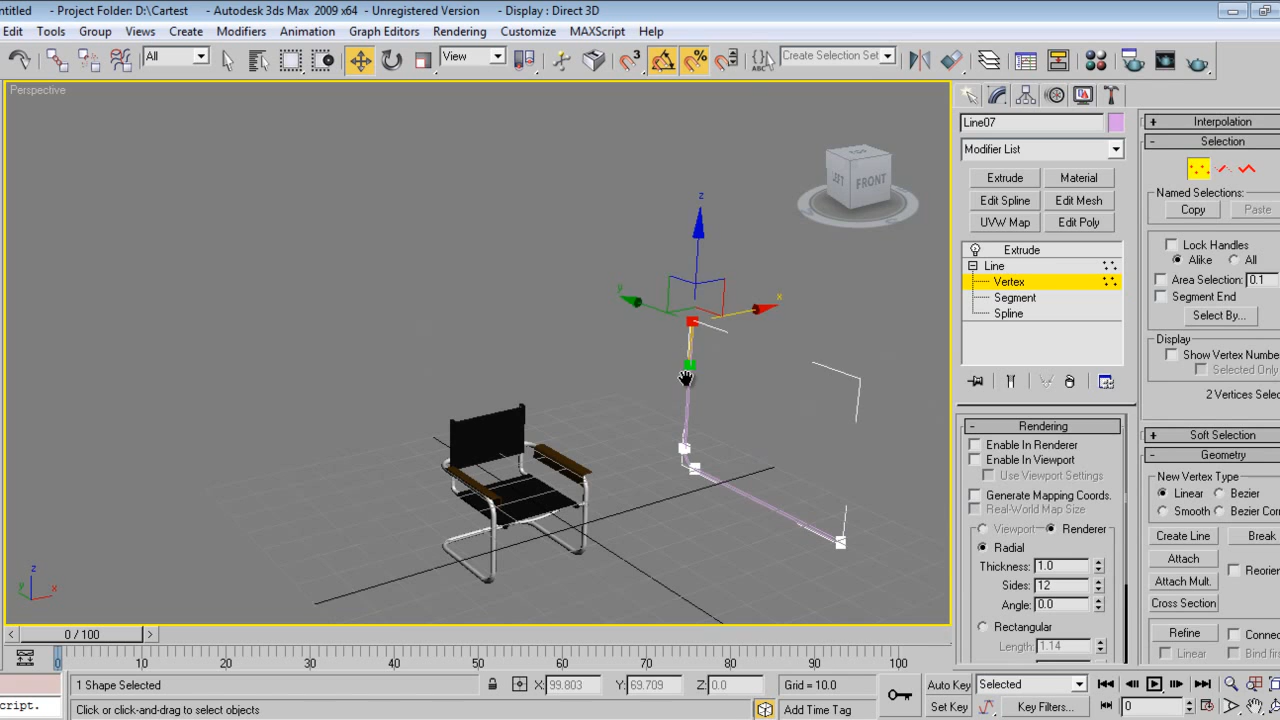 ntitled - Project Folder: D:\Cartest - Autodesk 3ds Max 2009 x64 - Unregistered Version - Display : Direct 3D
Edit Tools Group Views Create Modifiers Animation Graph Editors Rendering Customize MAXScript Help
All View 3 ABC Create Selection Set
Perspective
FRONT
z
y
x
z
y
x
Line07
Modifier List
Extrude Material
Edit Spline Edit Mesh
UVW Map Edit Poly
Extrude
Line
Vertex
Segment
Spline
- Rendering
Enable In Renderer
Enable In Viewport
Use Viewport Settings
Generate Mapping Coords.
Real-World Map Size
Viewport Renderer
Radial
Thickness: 1.0
Sides: 12
Angle: 0.0
Rectangular
Length: 1.14
+ Interpolation
- Selection
Named Selections:
Copy Paste
Lock Handles
Alike All
Area Selection: 0.1
Segment End
Select By...
Display
Show Vertex Numbe
Selected Only
2 Vertices Selec
+ Soft Selection
- Geometry
New Vertex Type
Linear Bezier
Smooth Bezier Cor
Create Line Break
Attach
Attach Mult. Reorie
Cross Section
Refine Connec
Linear Bind firs
< 0 / 100 >
0 10 20 30 40 50 60 70 80 90 100
1 Shape Selected X: 99.803 Y: 69.709 Z: 0.0 Grid = 10.0 Auto Key Selected
cript. Click or click-and-drag to select objects Add Time Tag Set Key Key Filters... 0